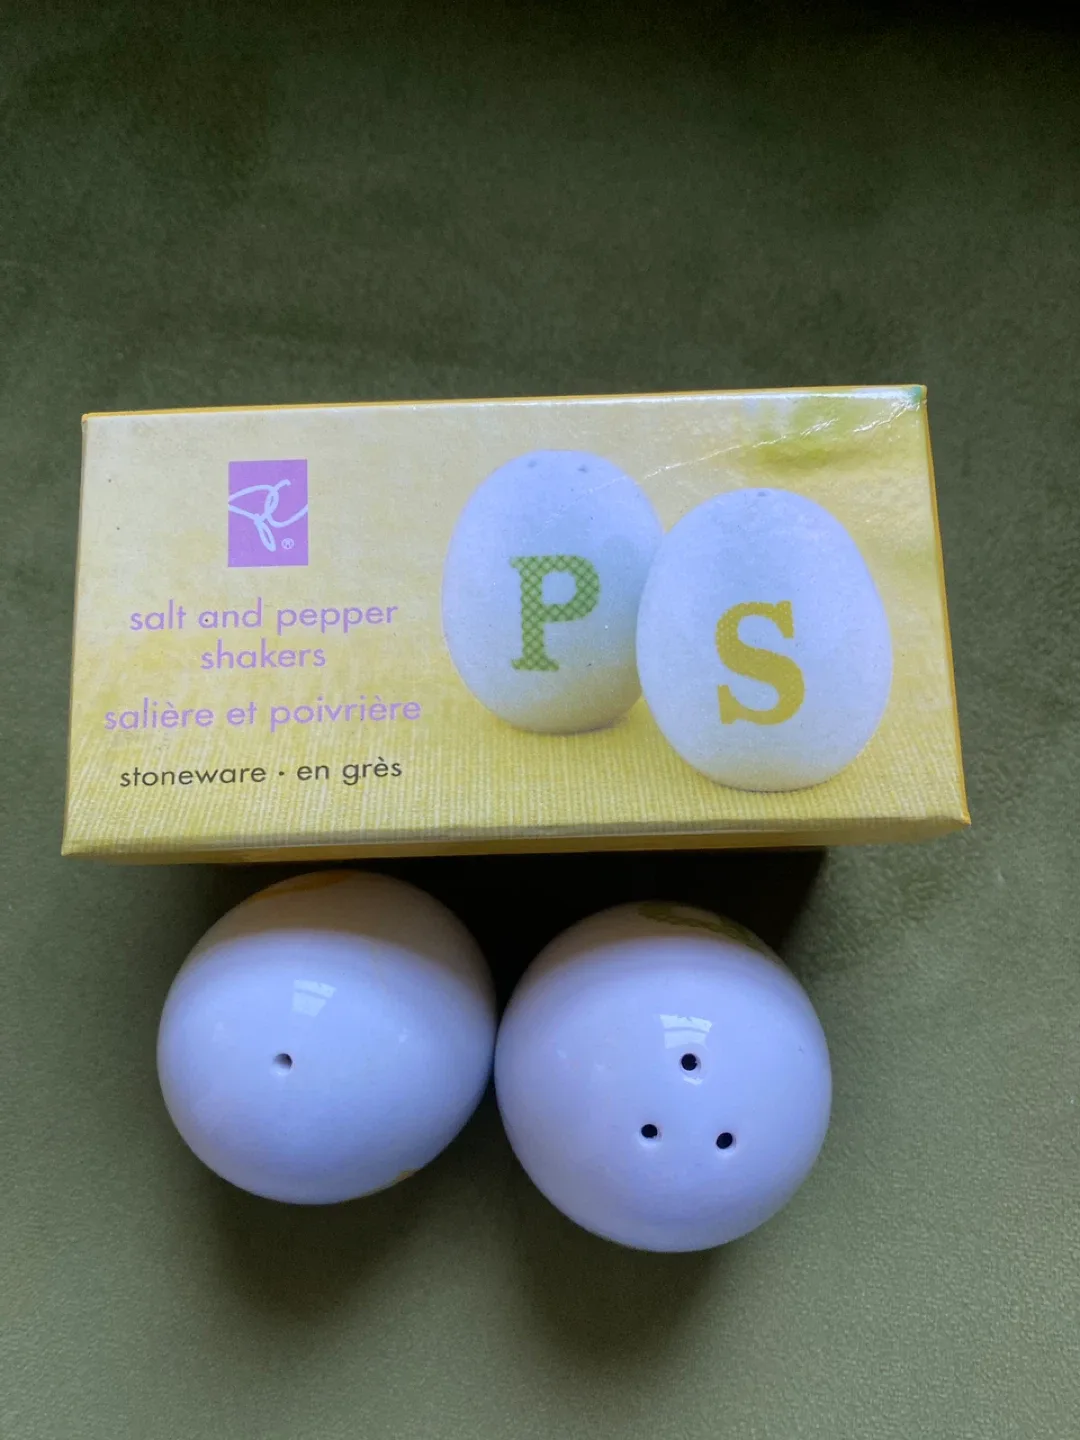 PC®
salt and pepper
shakers
salière et poivrière
stoneware · en grès
P
S